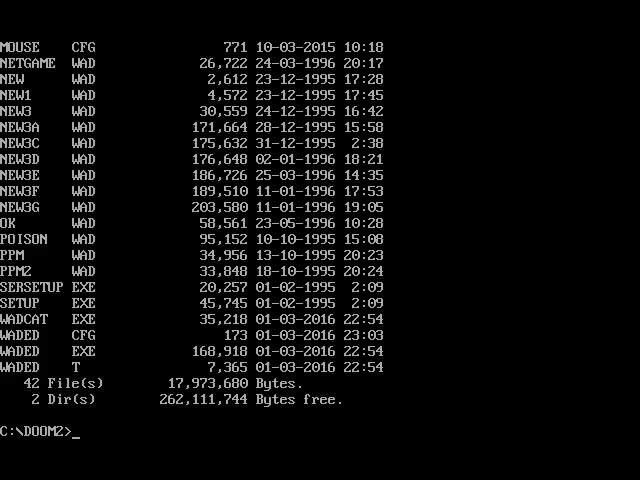 MOUSE    CFG                771 10-03-2015 10:18
NETGAME  WAD             26,722 24-03-1996 20:17
NEW      WAD              2,612 23-12-1995 17:28
NEW1     WAD              4,572 23-12-1995 17:45
NEW3     WAD             30,559 24-12-1995 16:42
NEW3A    WAD            171,664 28-12-1995 15:58
NEW3C    WAD            175,632 31-12-1995  2:38
NEW3D    WAD            176,648 02-01-1996 18:21
NEW3E    WAD            186,726 25-03-1996 14:35
NEW3F    WAD            189,510 11-01-1996 17:53
NEW3G    WAD            203,580 11-01-1996 19:05
OK       WAD             58,561 23-05-1996 10:28
POISON   WAD             95,152 10-10-1995 15:08
PPM      WAD             34,956 13-10-1995 20:23
PPM2     WAD             33,848 18-10-1995 20:24
SERSETUP EXE             20,257 01-02-1995  2:09
SETUP    EXE             45,745 01-02-1995  2:09
WADCAT   EXE             35,218 01-03-2016 22:54
WADED    CFG                173 01-03-2016 23:03
WADED    EXE            168,918 01-03-2016 22:54
WADED    T                7,365 01-03-2016 22:54
   42 File(s)        17,973,680 Bytes.
    2 Dir(s)        262,111,744 Bytes free.
C:\DOOM2>_